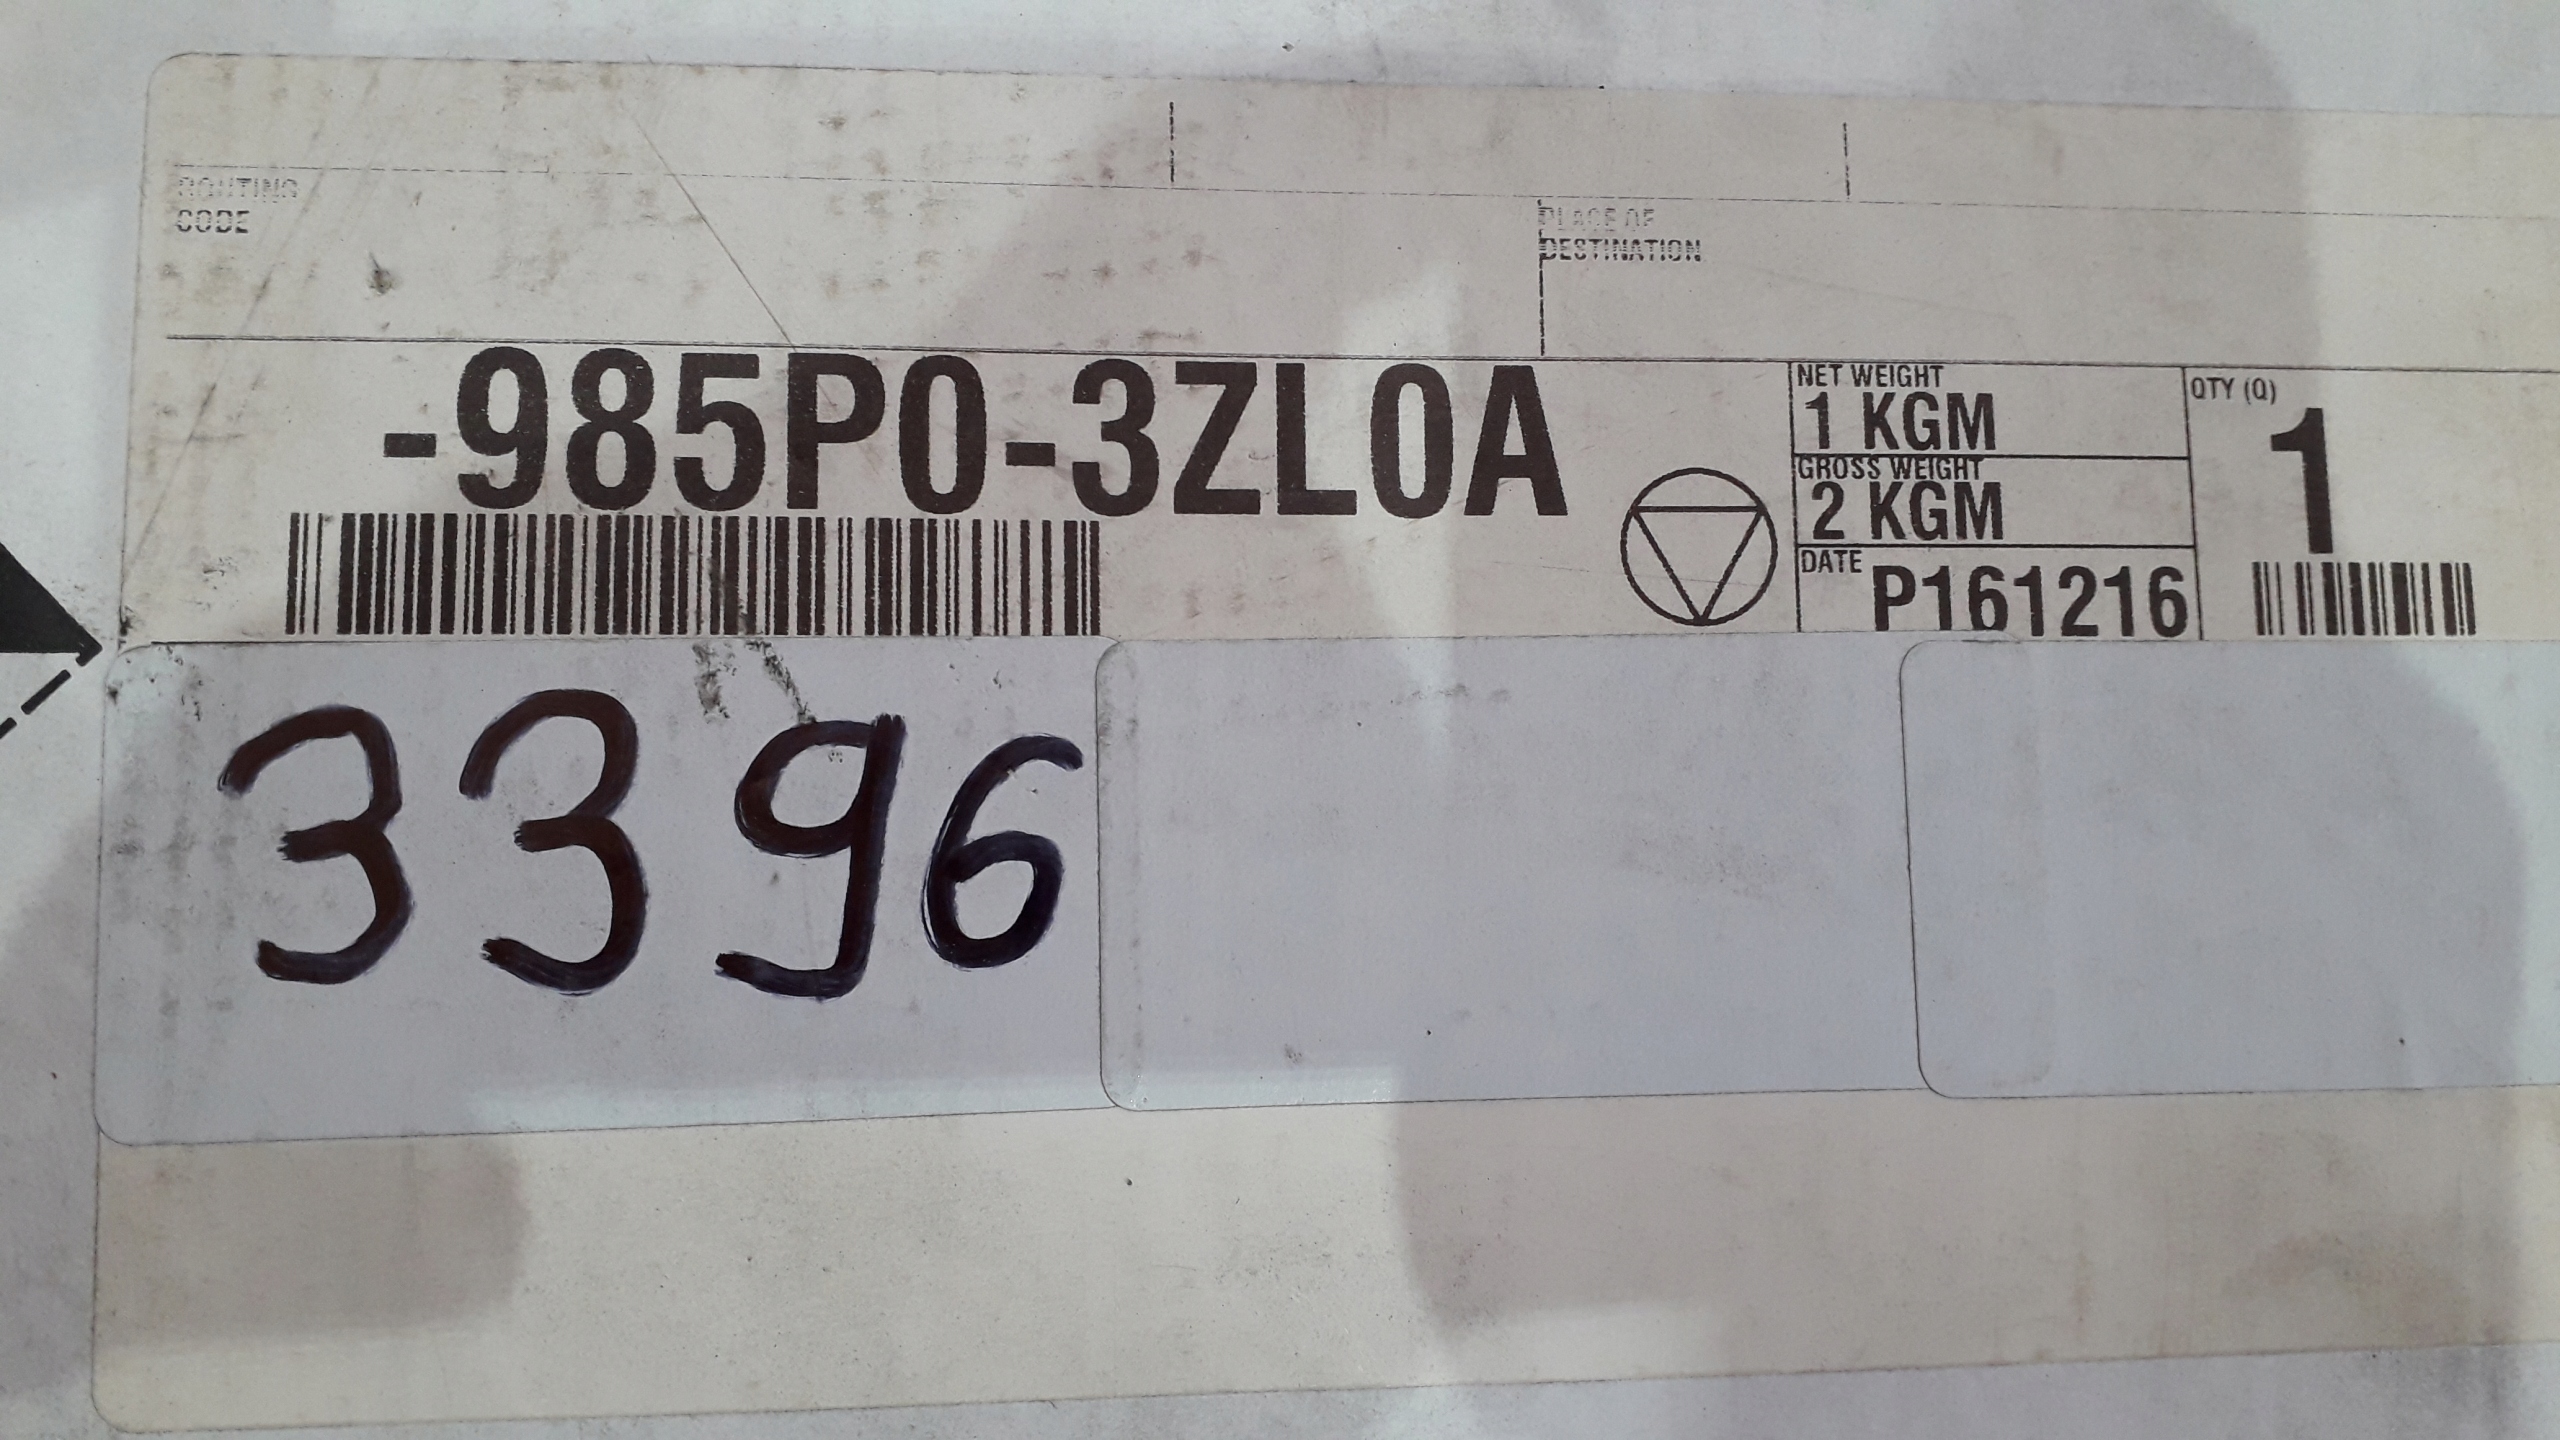 ROUTING
CODE
PLACE OF
DESTINATION
-985P0-3ZL0A
NET WEIGHT
1 KGM
GROSS WEIGHT
2 KGM
DATE P161216
QTY (Q)
1
3396